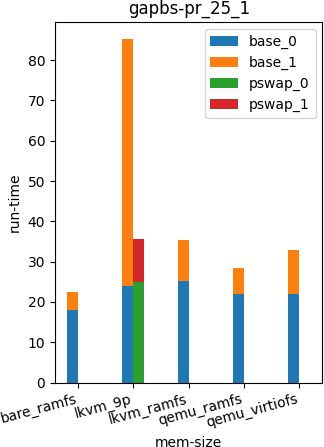 gapbs-pr_25_1
base_0
base_1
pswap_0
pswap_1
run-time
80
70
60
50
40
30
20
10
0
bare_ramfs
lkvm_9p
lkvm_ramfs
qemu_ramfs
qemu_virtiofs
mem-size